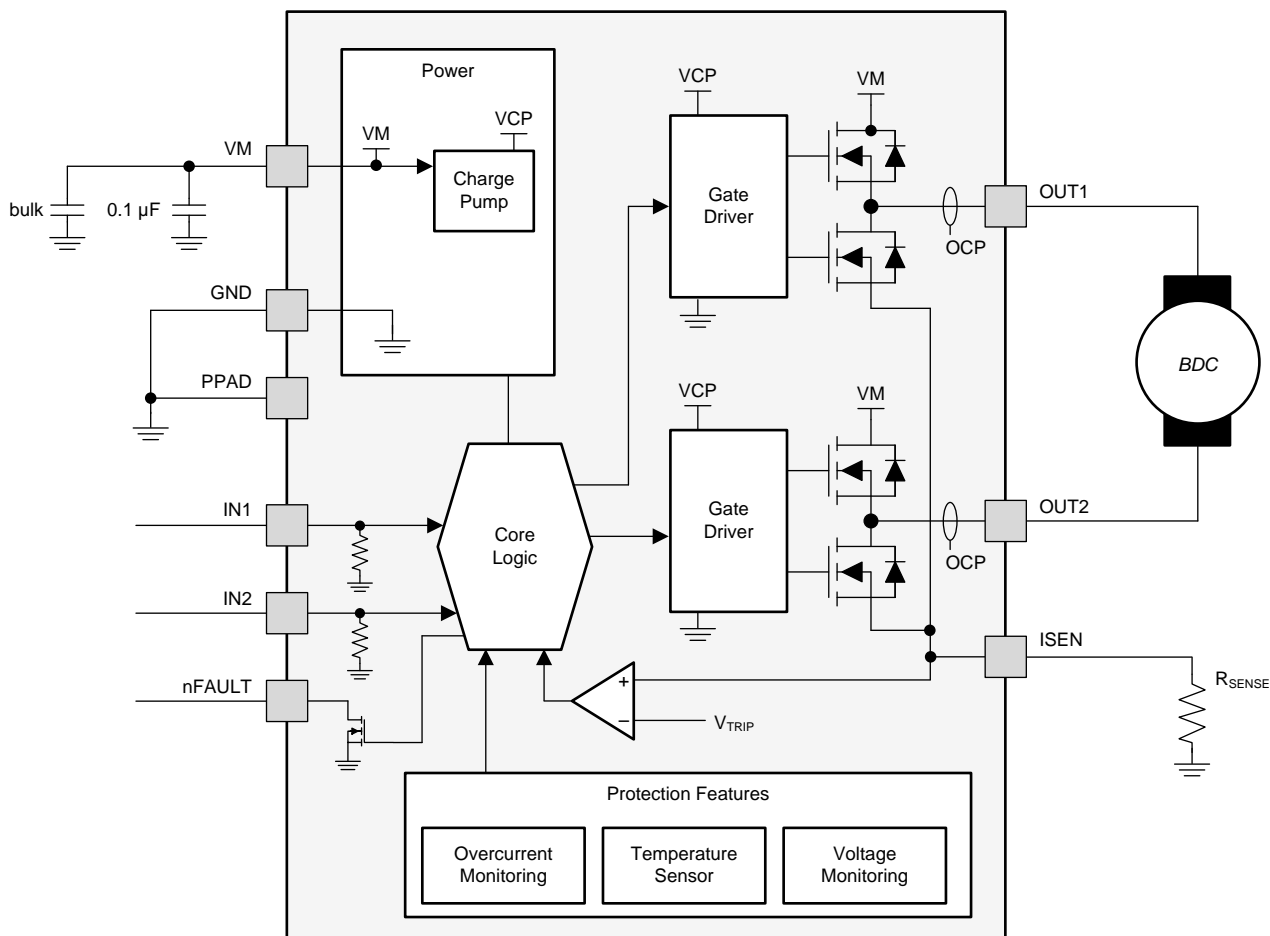 Power
VM
VCP
Charge
Pump
VM
bulk
0.1 µF
GND
PPAD
VCP
VM
Gate
Driver
OCP
OUT1
BDC
VCP
VM
Gate
Driver
OCP
OUT2
IN1
IN2
nFAULT
Core
Logic
+
−
VTRIP
ISEN
RSENSE
Protection Features
Overcurrent
Monitoring
Temperature
Sensor
Voltage
Monitoring